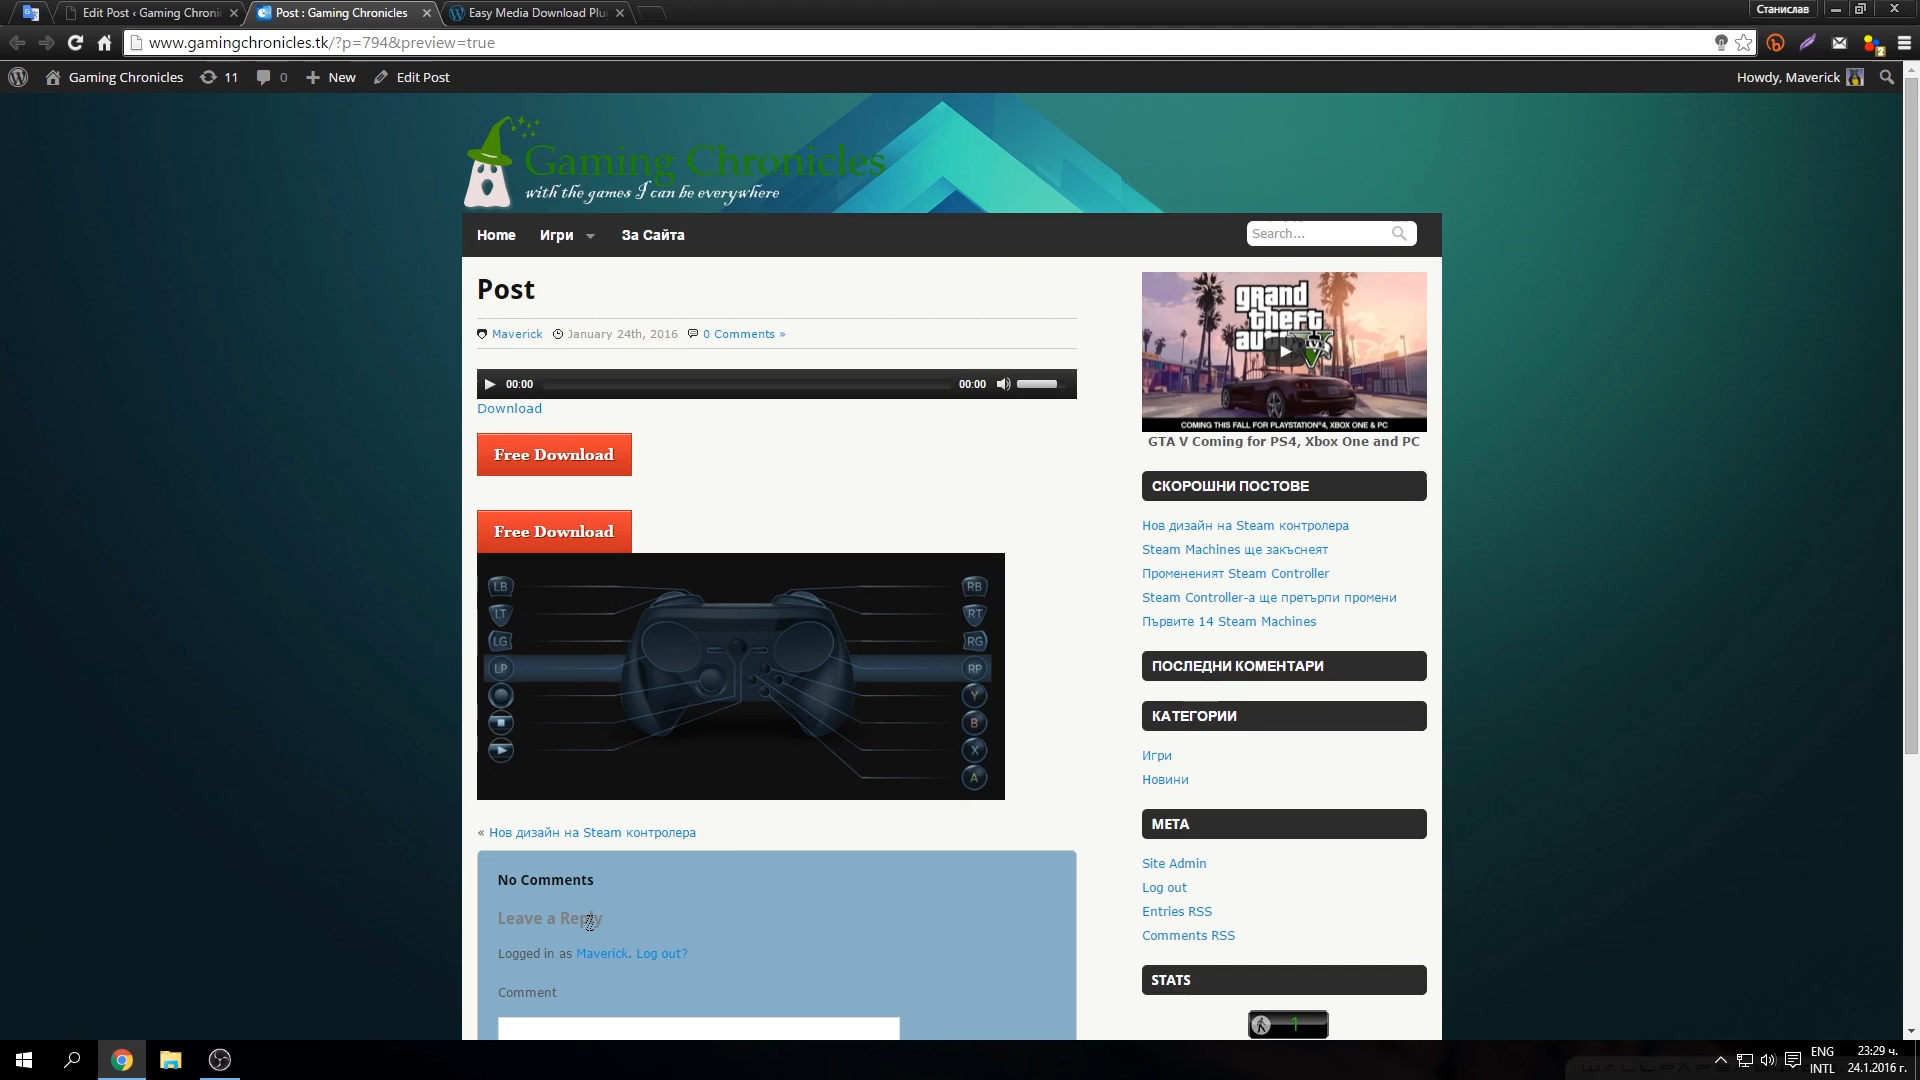 Edit Post ‹ Gaming Chroni
Post : Gaming Chronicles
Easy Media Download Plu
Станислав
www.gamingchronicles.tk/?p=794&preview=true
2
Gaming Chronicles
11
0
New
Edit Post
Howdy, Maverick
Gaming Chronicles
with the games I can be everywhere
Home
Игри
За Сайта
Search...
Post
Maverick
January 24th, 2016
0 Comments »
00:00
00:00
Download
Free Download
Free Download
LB
LT
LG
LP
RB
RT
RG
RP
Y
B
X
A
« Нов дизайн на Steam контролера
No Comments
Leave a Reply
Logged in as Maverick. Log out?
Comment
grand
theft
auto
V
FIVE
COMING THIS FALL FOR PLAYSTATION®4, XBOX ONE & PC
GTA V Coming for PS4, Xbox One and PC
СКОРОШНИ ПОСТОВЕ
Нов дизайн на Steam контролера
Steam Machines ще закъснеят
Промененият Steam Controller
Steam Controller-а ще претърпи промени
Първите 14 Steam Machines
ПОСЛЕДНИ КОМЕНТАРИ
КАТЕГОРИИ
Игри
Новини
META
Site Admin
Log out
Entries RSS
Comments RSS
STATS
1
ENG
INTL
23:29 ч.
24.1.2016 г.